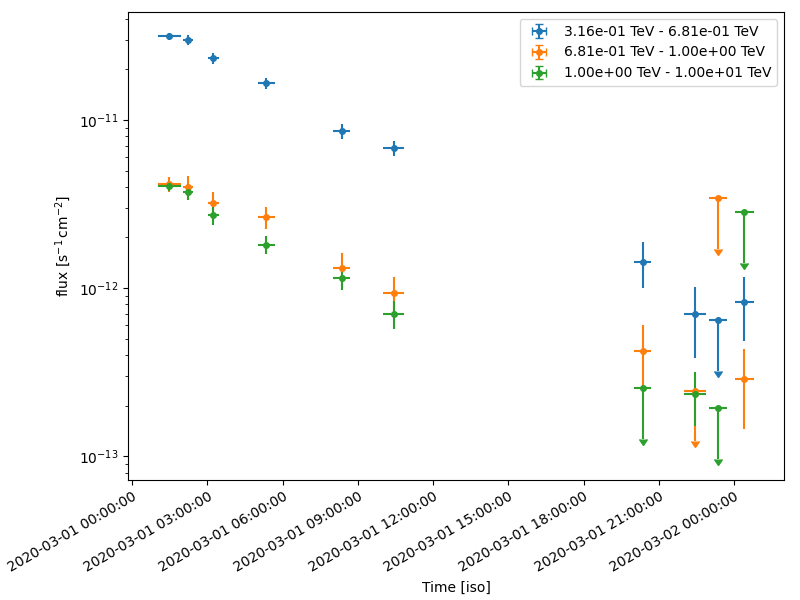 3.16e-01 TeV - 6.81e-01 TeV
6.81e-01 TeV - 1.00e+00 TeV
1.00e+00 TeV - 1.00e+01 TeV
flux [s⁻¹cm⁻²]
10⁻¹¹
10⁻¹²
10⁻¹³
2020-03-01 00:00:00
2020-03-01 03:00:00
2020-03-01 06:00:00
2020-03-01 09:00:00
2020-03-01 12:00:00
2020-03-01 15:00:00
2020-03-01 18:00:00
2020-03-01 21:00:00
2020-03-02 00:00:00
Time [iso]